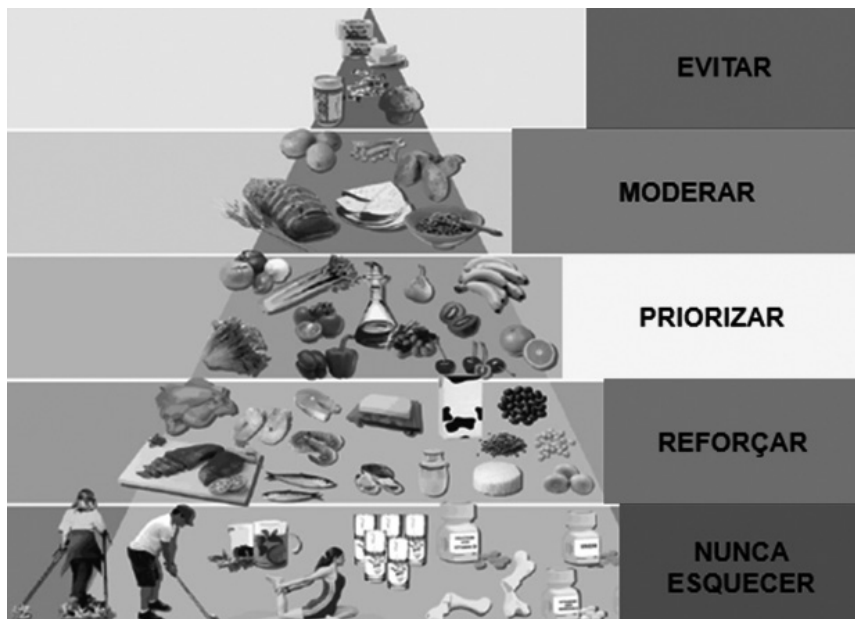 EVITAR
MODERAR
PRIORIZAR
REFORÇAR
NUNCA
ESQUECER